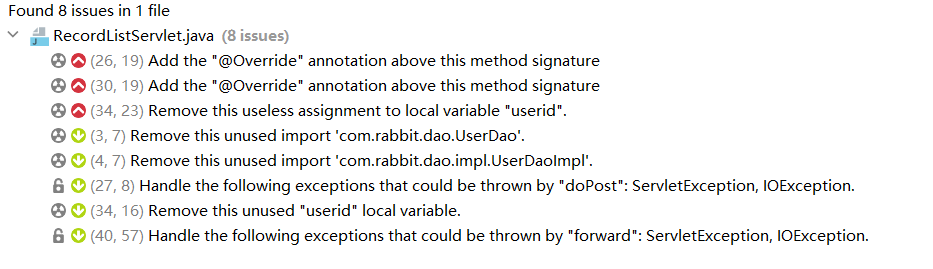 Found 8 issues in 1 file
RecordListServlet.java (8 issues)
(26, 19) Add the "@Override" annotation above this method signature
(30, 19) Add the "@Override" annotation above this method signature
(34, 23) Remove this useless assignment to local variable "userid".
(3, 7) Remove this unused import 'com.rabbit.dao.UserDao'.
(4, 7) Remove this unused import 'com.rabbit.dao.impl.UserDaoImpl'.
(27, 8) Handle the following exceptions that could be thrown by "doPost": ServletException, IOException.
(34, 16) Remove this unused "userid" local variable.
(40, 57) Handle the following exceptions that could be thrown by "forward": ServletException, IOException.